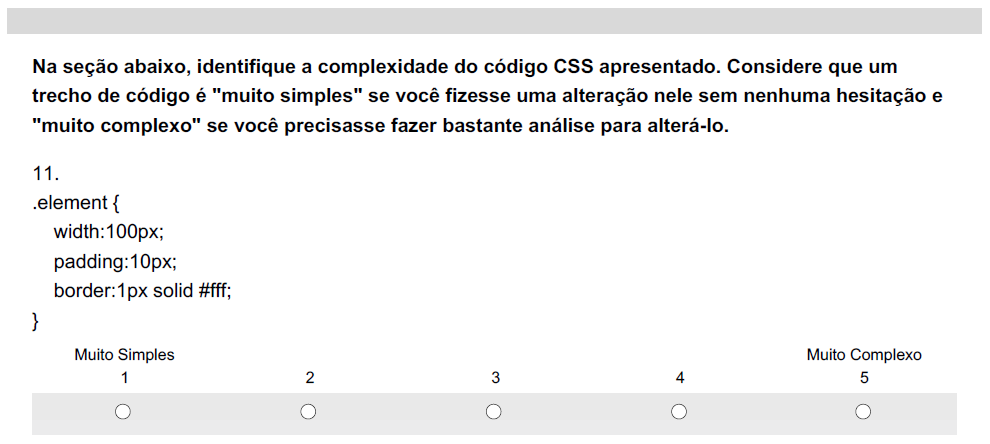 Na seção abaixo, identifique a complexidade do código CSS apresentado. Considere que um
trecho de código é "muito simples" se você fizesse uma alteração nele sem nenhuma hesitação e
"muito complexo" se você precisasse fazer bastante análise para alterá-lo.
11.
.element {
    width:100px;
    padding:10px;
    border:1px solid #fff;
}
Muito Simples Muito Complexo
1 2 3 4 5